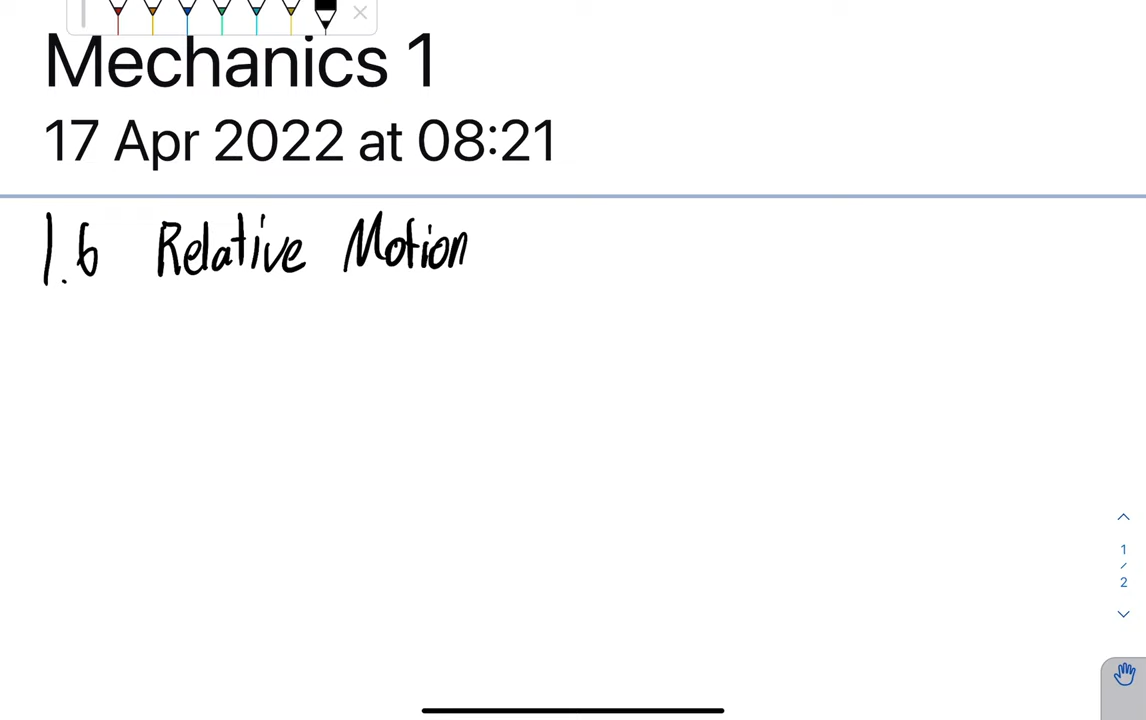 Mechanics 1
17 Apr 2022 at 08:21
1.6 Relative Motion
1
/
2